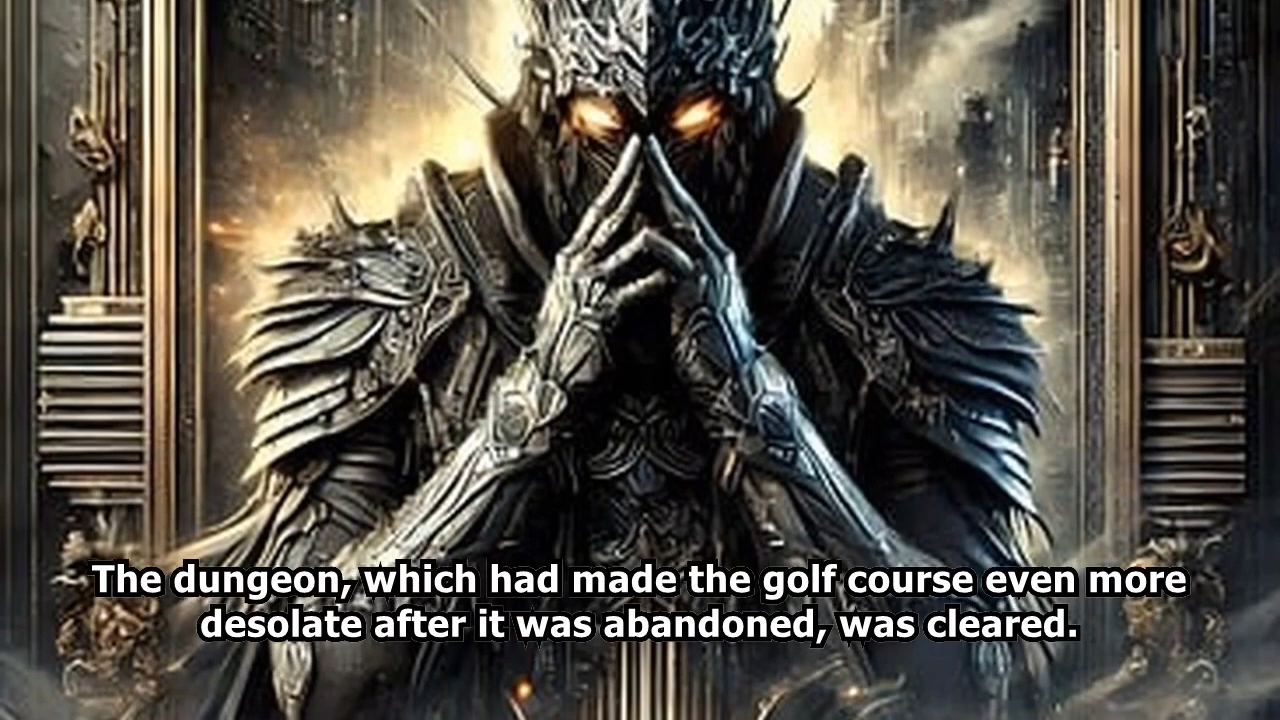 The dungeon, which had made the golf course even more
desolate after it was abandoned, was cleared.